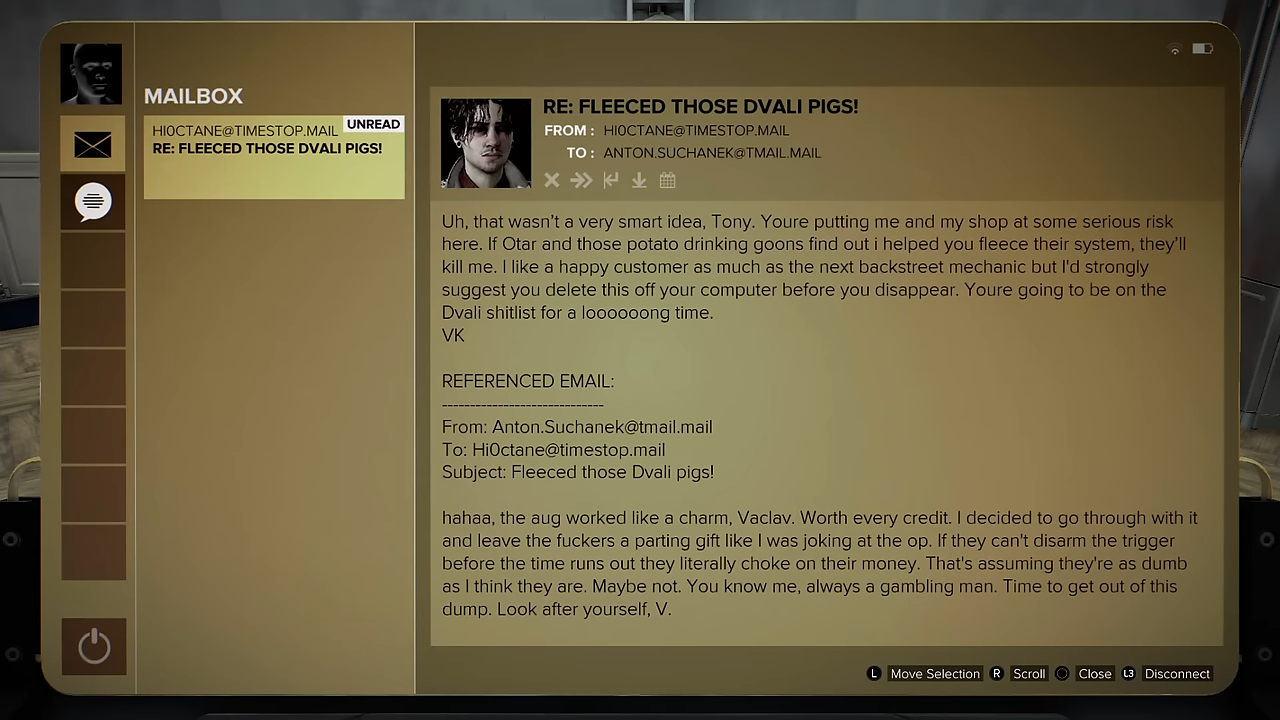 MAILBOX
HI0CTANE@TIMESTOP.MAIL
UNREAD
RE: FLEECED THOSE DVALI PIGS!
RE: FLEECED THOSE DVALI PIGS!
FROM : HI0CTANE@TIMESTOP.MAIL
TO : ANTON.SUCHANEK@TMAIL.MAIL
Uh, that wasn't a very smart idea, Tony. Youre putting me and my shop at some serious risk
here. If Otar and those potato drinking goons find out i helped you fleece their system, they'll
kill me. I like a happy customer as much as the next backstreet mechanic but I'd strongly
suggest you delete this off your computer before you disappear. Youre going to be on the
Dvali shitlist for a loooooong time.
VK
REFERENCED EMAIL:
-----------------------------
From: Anton.Suchanek@tmail.mail
To: Hi0ctane@timestop.mail
Subject: Fleeced those Dvali pigs!
hahaa, the aug worked like a charm, Vaclav. Worth every credit. I decided to go through with it
and leave the fuckers a parting gift like I was joking at the op. If they can't disarm the trigger
before the time runs out they literally choke on their money. That's assuming they're as dumb
as I think they are. Maybe not. You know me, always a gambling man. Time to get out of this
dump. Look after yourself, V.
L Move Selection R Scroll Close L3 Disconnect